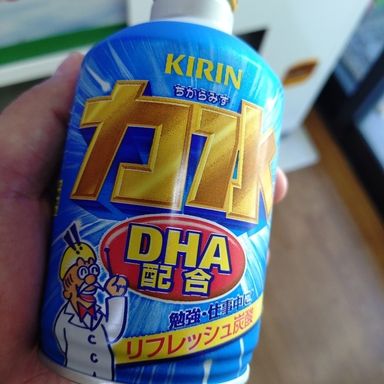 KIRIN
ちからみず
力水
DHA
配合
勉強・仕事中に
リフレッシュ炭酸